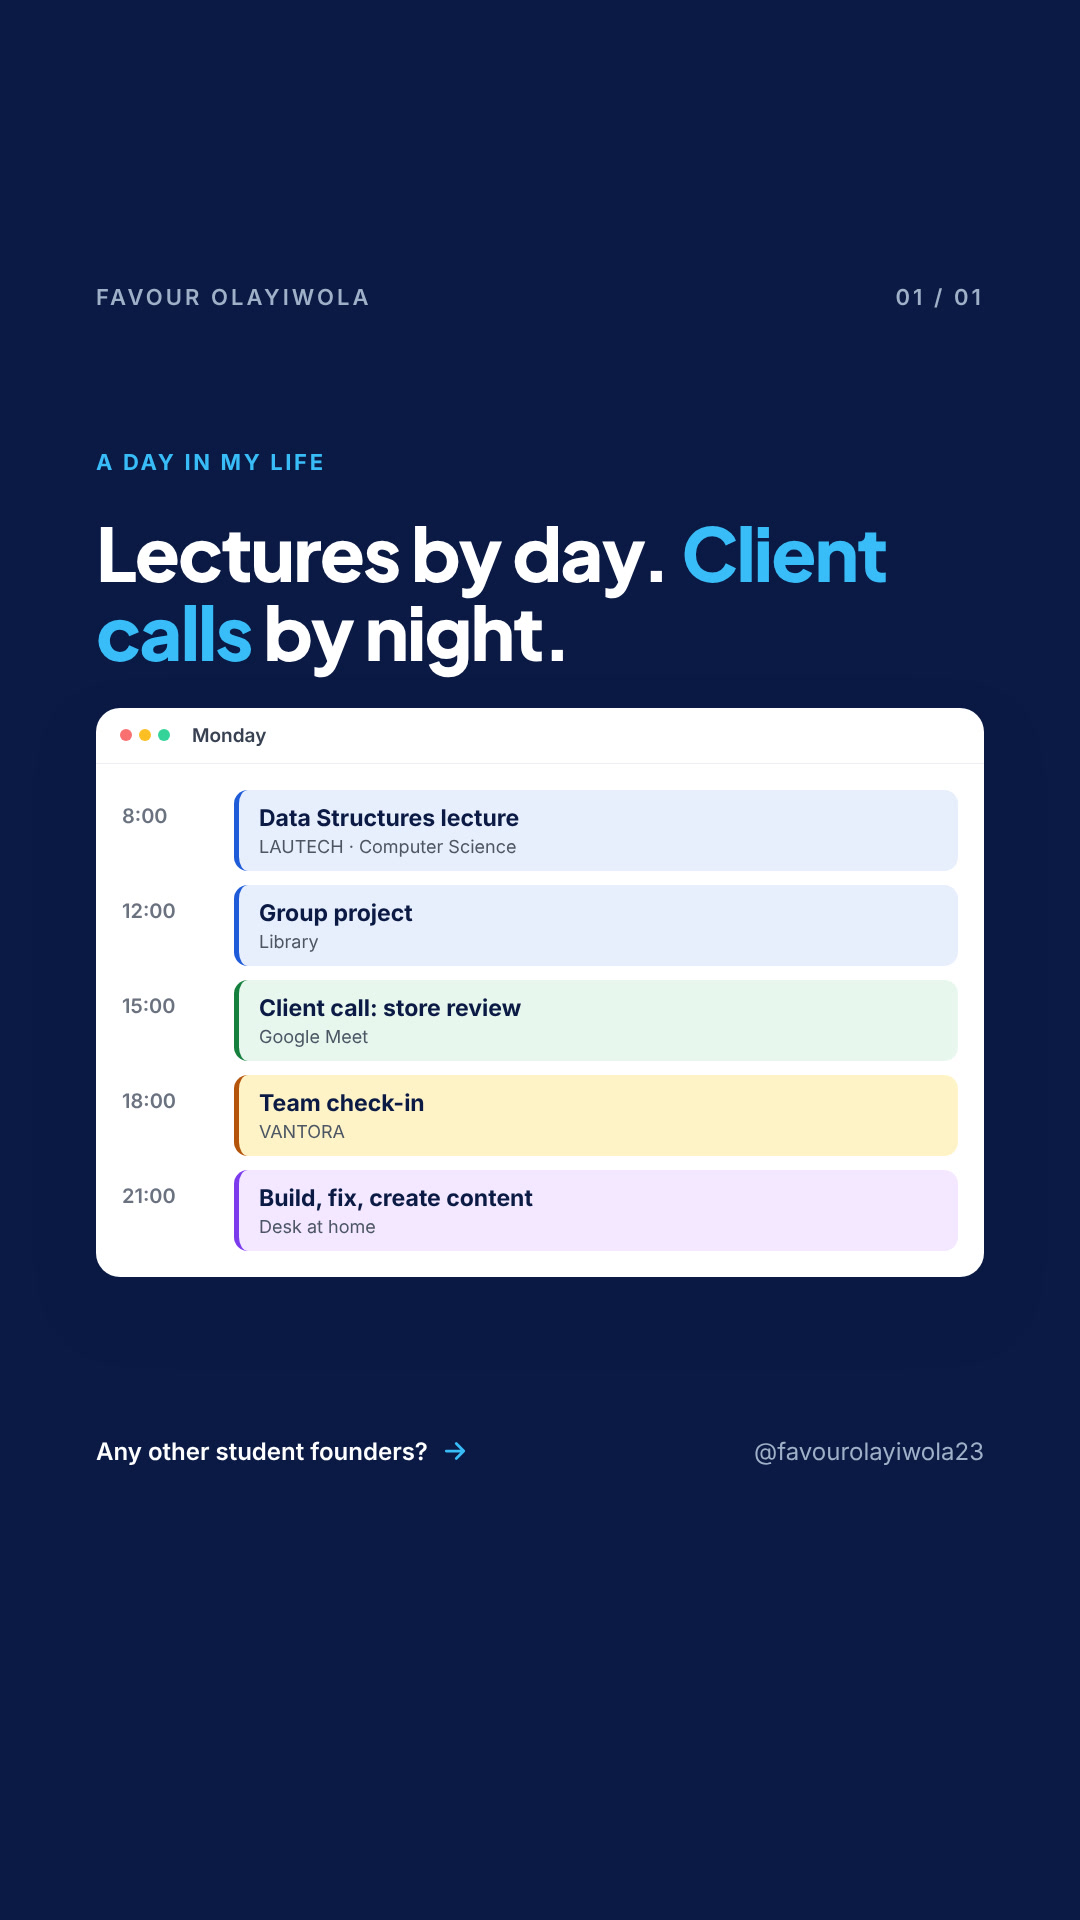 FAVOUR OLAYIWOLA
01 / 01
A DAY IN MY LIFE
Lectures by day. Client
calls by night.
Monday
8:00
Data Structures lecture
LAUTECH · Computer Science
12:00
Group project
Library
15:00
Client call: store review
Google Meet
18:00
Team check-in
VANTORA
21:00
Build, fix, create content
Desk at home
Any other student founders? →
@favourolayiwola23